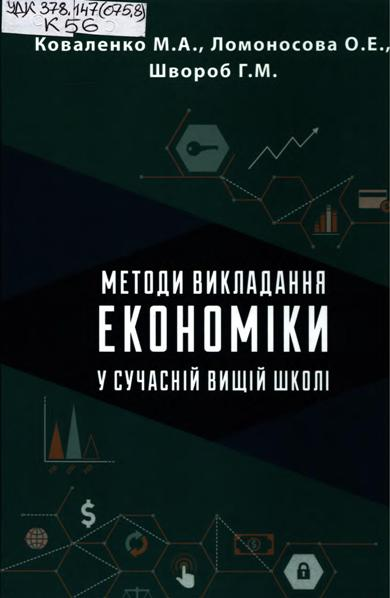 УДК 378.147(075.8)
К56
Коваленко М.А., Ломоносова О.Е.,
Швороб Г.М.
МЕТОДИ ВИКЛАДАННЯ
ЕКОНОМІКИ
У СУЧАСНІЙ ВИЩІЙ ШКОЛІ
$
$